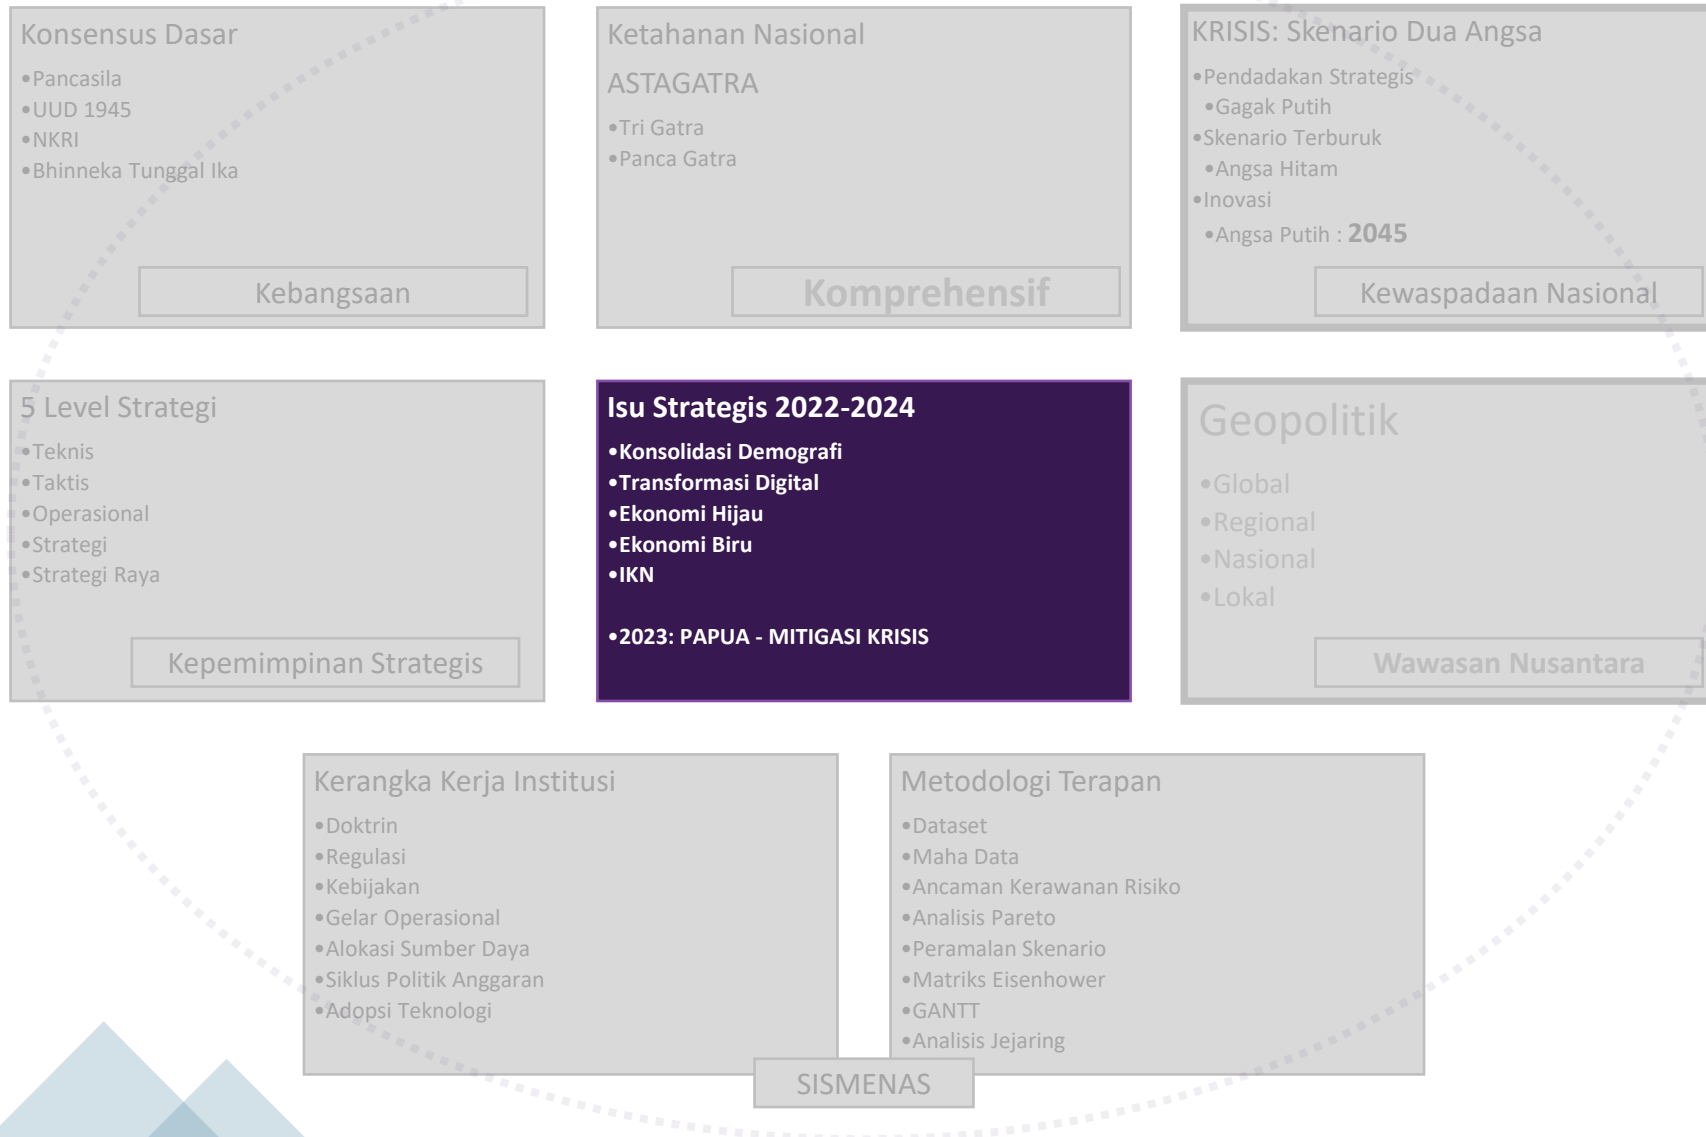 Konsensus Dasar
•Pancasila
•UUD 1945
•NKRI
•Bhinneka Tunggal Ika
Kebangsaan
Ketahanan Nasional
ASTAGATRA
•Tri Gatra
•Panca Gatra
Komprehensif
KRISIS: Skenario Dua Angsa
•Pendadakan Strategis
•Gagak Putih
•Skenario Terburuk
•Angsa Hitam
•Inovasi
•Angsa Putih : 2045
Kewaspadaan Nasional
5 Level Strategi
•Teknis
•Taktis
•Operasional
•Strategi
•Strategi Raya
Kepemimpinan Strategis
Isu Strategis 2022-2024
•Konsolidasi Demografi
•Transformasi Digital
•Ekonomi Hijau
•Ekonomi Biru
•IKN
•2023: PAPUA - MITIGASI KRISIS
Geopolitik
•Global
•Regional
•Nasional
•Lokal
Wawasan Nusantara
Kerangka Kerja Institusi
•Doktrin
•Regulasi
•Kebijakan
•Gelar Operasional
•Alokasi Sumber Daya
•Siklus Politik Anggaran
•Adopsi Teknologi
Metodologi Terapan
•Dataset
•Maha Data
•Ancaman Kerawanan Risiko
•Analisis Pareto
•Peramalan Skenario
•Matriks Eisenhower
•GANTT
•Analisis Jejaring
SISMENAS